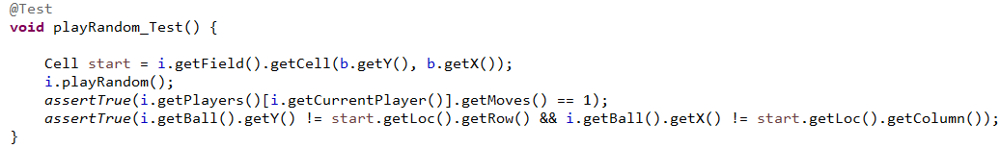 @Test
void playRandom_Test() {
Cell start = i.getField().getCell(b.getY(), b.getX());
i.playRandom();
assertTrue(i.getPlayers()[i.getCurrentPlayer()].getMoves() == 1);
assertTrue(i.getBall().getY() != start.getLoc().getRow() && i.getBall().getX() != start.getLoc().getColumn());
}